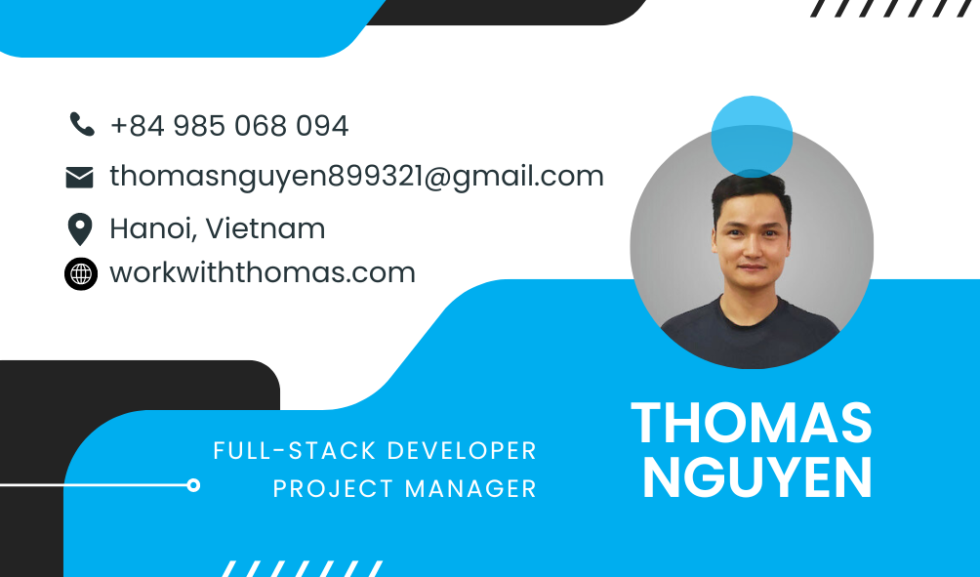 +84 985 068 094
thomasnguyen899321@gmail.com
Hanoi, Vietnam
workwiththomas.com
FULL-STACK DEVELOPER
PROJECT MANAGER
THOMAS
NGUYEN